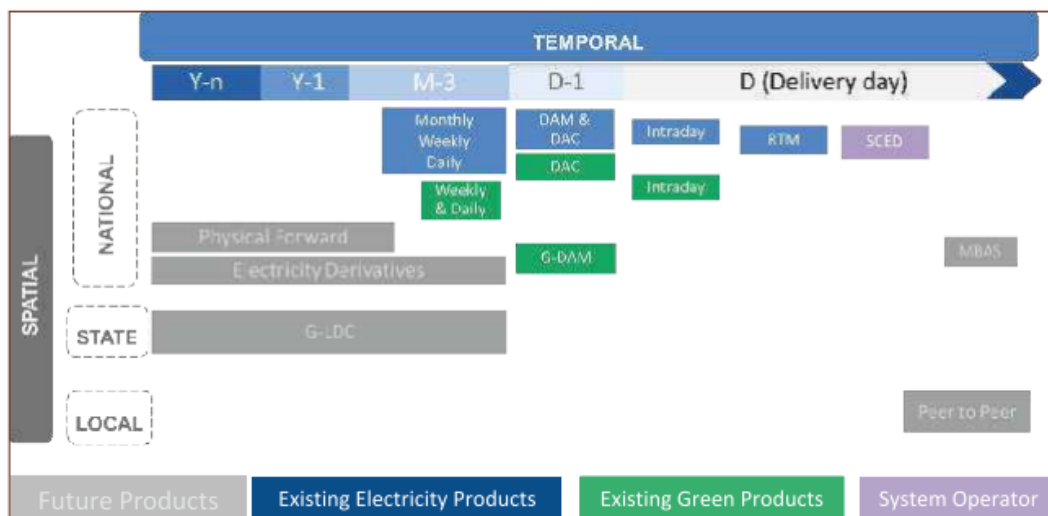 TEMPORAL
Y-n
Y-1
M-3
D-1
D (Delivery day)
SPATIAL
NATIONAL
Monthly
Weekly
Daily
DAM &
DAC
Intraday
RTM
SCED
DAC
Weekly
& Daily
Intraday
Physical Forward
G-DAM
MBAS
Electricity Derivatives
STATE
G-LDC
LOCAL
Peer to Peer
Future Products
Existing Electricity Products
Existing Green Products
System Operator